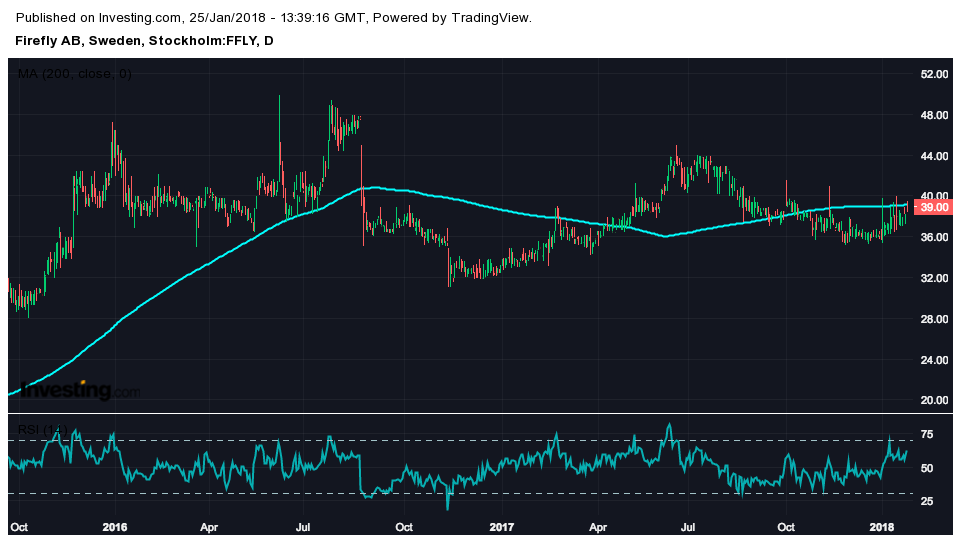 Published on Investing.com, 25/Jan/2018 - 13:39:16 GMT, Powered by TradingView.
Firefly AB, Sweden, Stockholm:FFLY, D
MA (200, close, 0)
52.00
48.00
44.00
40.00
39.00
36.00
32.00
28.00
24.00
20.00
Investing.com
RSI (14)
75
50
25
Oct 2016 Apr Jul Oct 2017 Apr Jul Oct 2018